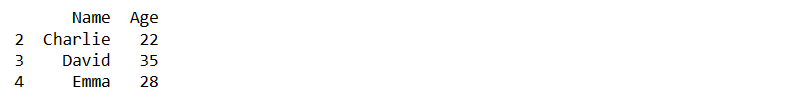 Name Age
2 Charlie 22
3 David 35
4 Emma 28